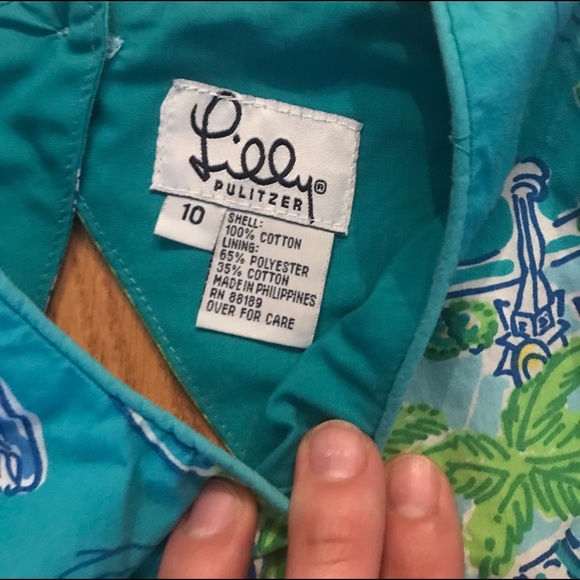 Lilly®
PULITZER
10
SHELL:
100% COTTON
LINING:
65% POLYESTER
35% COTTON
MADE IN PHILIPPINES
RN 88189
OVER FOR CARE